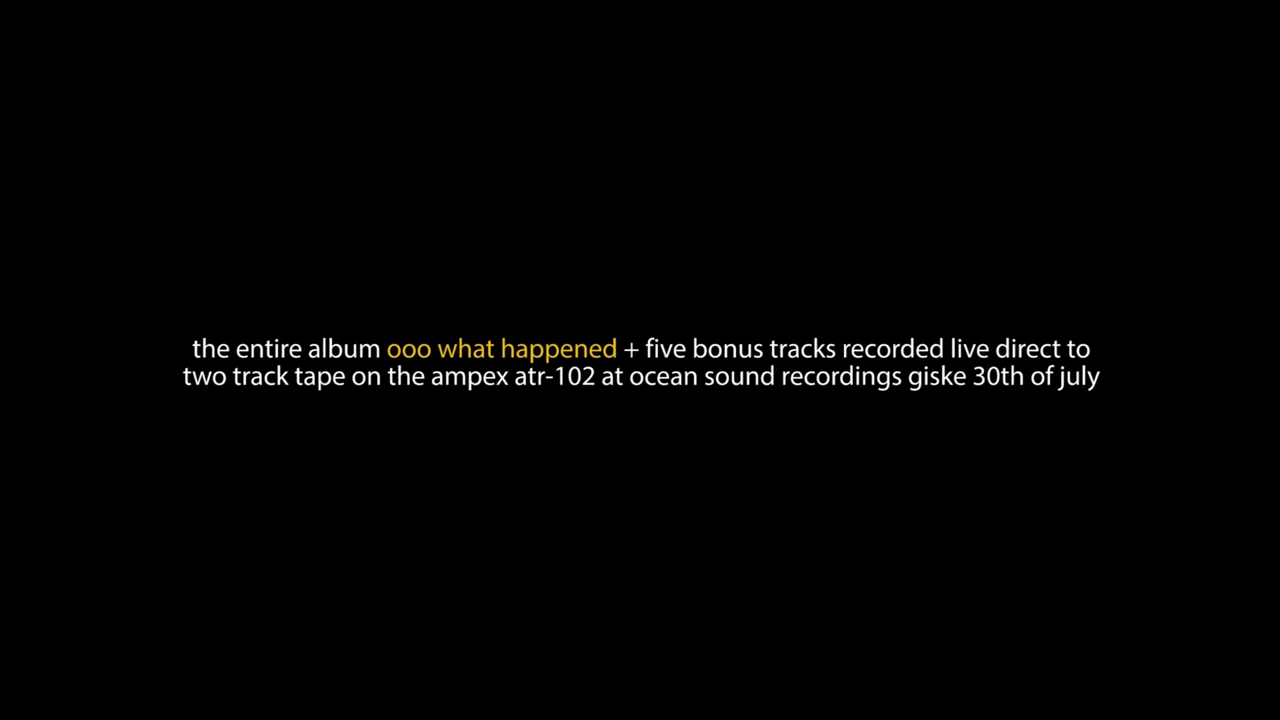 the entire album ooo what happened + five bonus tracks recorded live direct to
two track tape on the ampex atr-102 at ocean sound recordings giske 30th of july